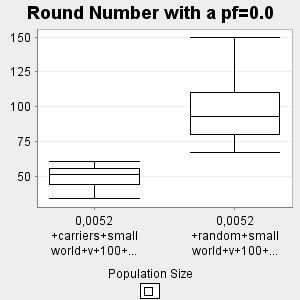 Round Number with a pf=0.0
150
125
100
75
50
0,0052
+carriers+small
world+v+100+...
0,0052
+random+small
world+v+100+...
Population Size